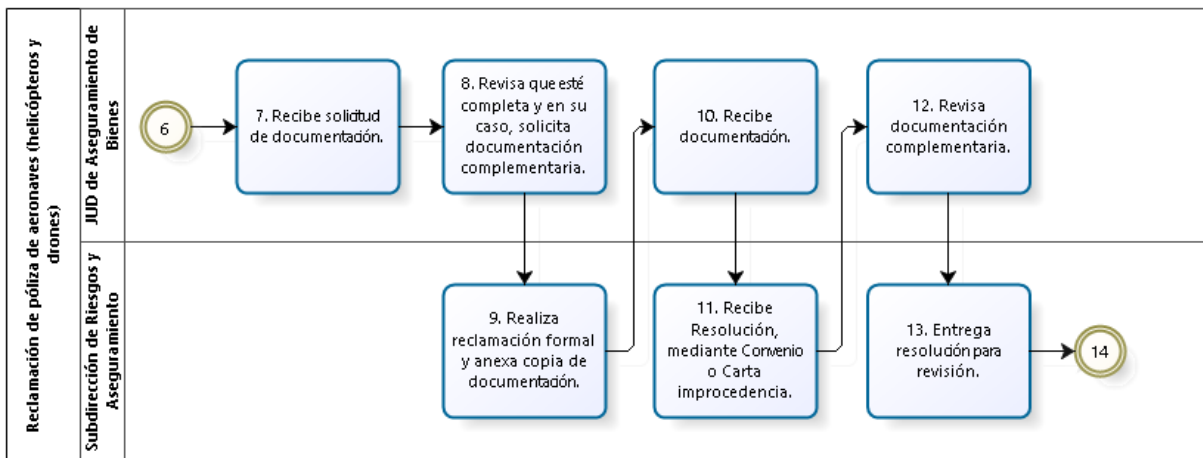 Reclamación de póliza de aeronaves (helicópteros y
drones)
JUD de Aseguramiento de
Bienes
6
7. Recibe solicitud
de documentación.
8. Revisa que esté
completa y en su
caso, solicita
documentación
complementaria.
10. Recibe
documentación.
12. Revisa
documentación
complementaria.
Subdirección de Riesgos y
Aseguramiento
9. Realiza
reclamación formal
y anexa copia de
documentación.
11. Recibe
Resolución,
mediante Convenio
o Carta
improcedencia.
13. Entrega
resolución para
revisión.
14